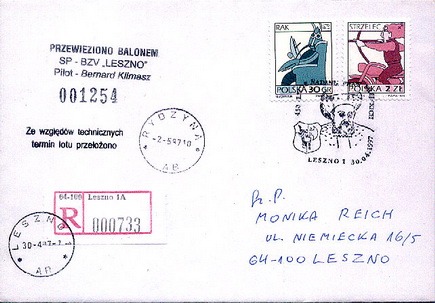 PRZEWIEZIONO BALONEM
SP - BZV „LESZNO"
Pilot - Bernard Klimasz
001254
Ze względów technicznych
termin lotu przełożono
RAK
POLSKA 30 GR
STRZELEC
POLSKA 2 ZŁ
RYDZYNA
-2-5-97 10
AB
LESZNO 1 30.04.1997
64-100 Leszno 1A
R
000733
LESZNO
30-4-97
AR
MONIKA REICH
UL. NIEMIECKA 16/5
64-100 LESZNO